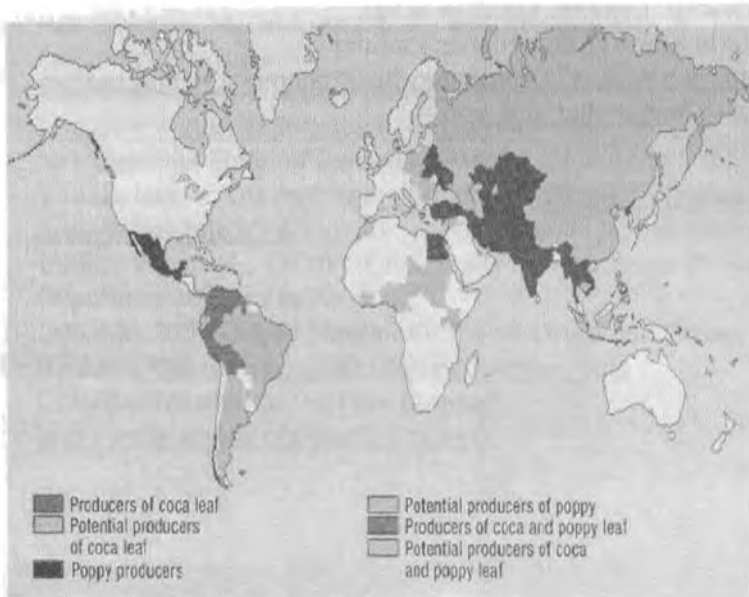 Producers of coca leaf
Potential producers
of coca leaf
Poppy producers
Potential producers of poppy
Producers of coca and poppy leaf
Potential producers of coca
and poppy leaf